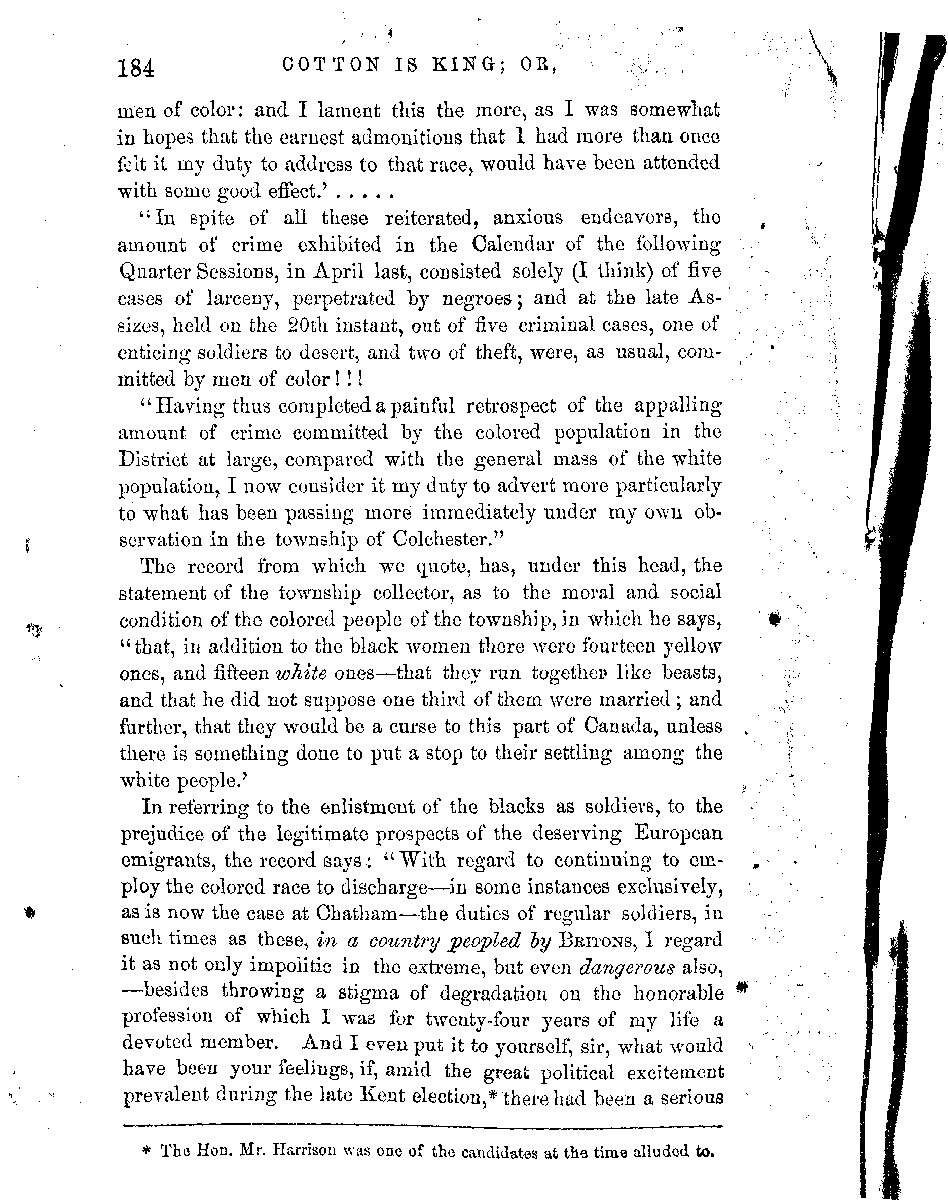 184 COTTON IS KING; OR,
men of color: and I lament this the more, as I was somewhat
in hopes that the earnest admonitions that I had more than once
felt it my duty to address to that race, would have been attended
with some good effect.' . . . . .
"In spite of all these reiterated, anxious endeavors, the
amount of crime exhibited in the Calendar of the following
Quarter Sessions, in April last, consisted solely (I think) of five
cases of larceny, perpetrated by negroes; and at the late As-
sizes, held on the 20th instant, out of five criminal cases, one of
enticing soldiers to desert, and two of theft, were, as usual, com-
mitted by men of color!!!
"Having thus completed a painful retrospect of the appalling
amount of crime committed by the colored population in the
District at large, compared with the general mass of the white
population, I now consider it my duty to advert more particularly
to what has been passing more immediately under my own ob-
servation in the township of Colchester."
The record from which we quote, has, under this head, the
statement of the township collector, as to the moral and social
condition of the colored people of the township, in which he says,
"that, in addition to the black women there were fourteen yellow
ones, and fifteen white ones—that they run together like beasts,
and that he did not suppose one third of them were married; and
further, that they would be a curse to this part of Canada, unless
there is something done to put a stop to their settling among the
white people.'
In referring to the enlistment of the blacks as soldiers, to the
prejudice of the legitimate prospects of the deserving European
emigrants, the record says: "With regard to continuing to em-
ploy the colored race to discharge—in some instances exclusively,
as is now the case at Chatham—the duties of regular soldiers, in
such times as these, in a country peopled by BRITONS, I regard
it as not only impolitic in the extreme, but even dangerous also,
—besides throwing a stigma of degradation on the honorable
profession of which I was for twenty-four years of my life a
devoted member. And I even put it to yourself, sir, what would
have been your feelings, if, amid the great political excitement
prevalent during the late Kent election,* there had been a serious
* The Hon. Mr. Harrison was one of the candidates at the time alluded to.